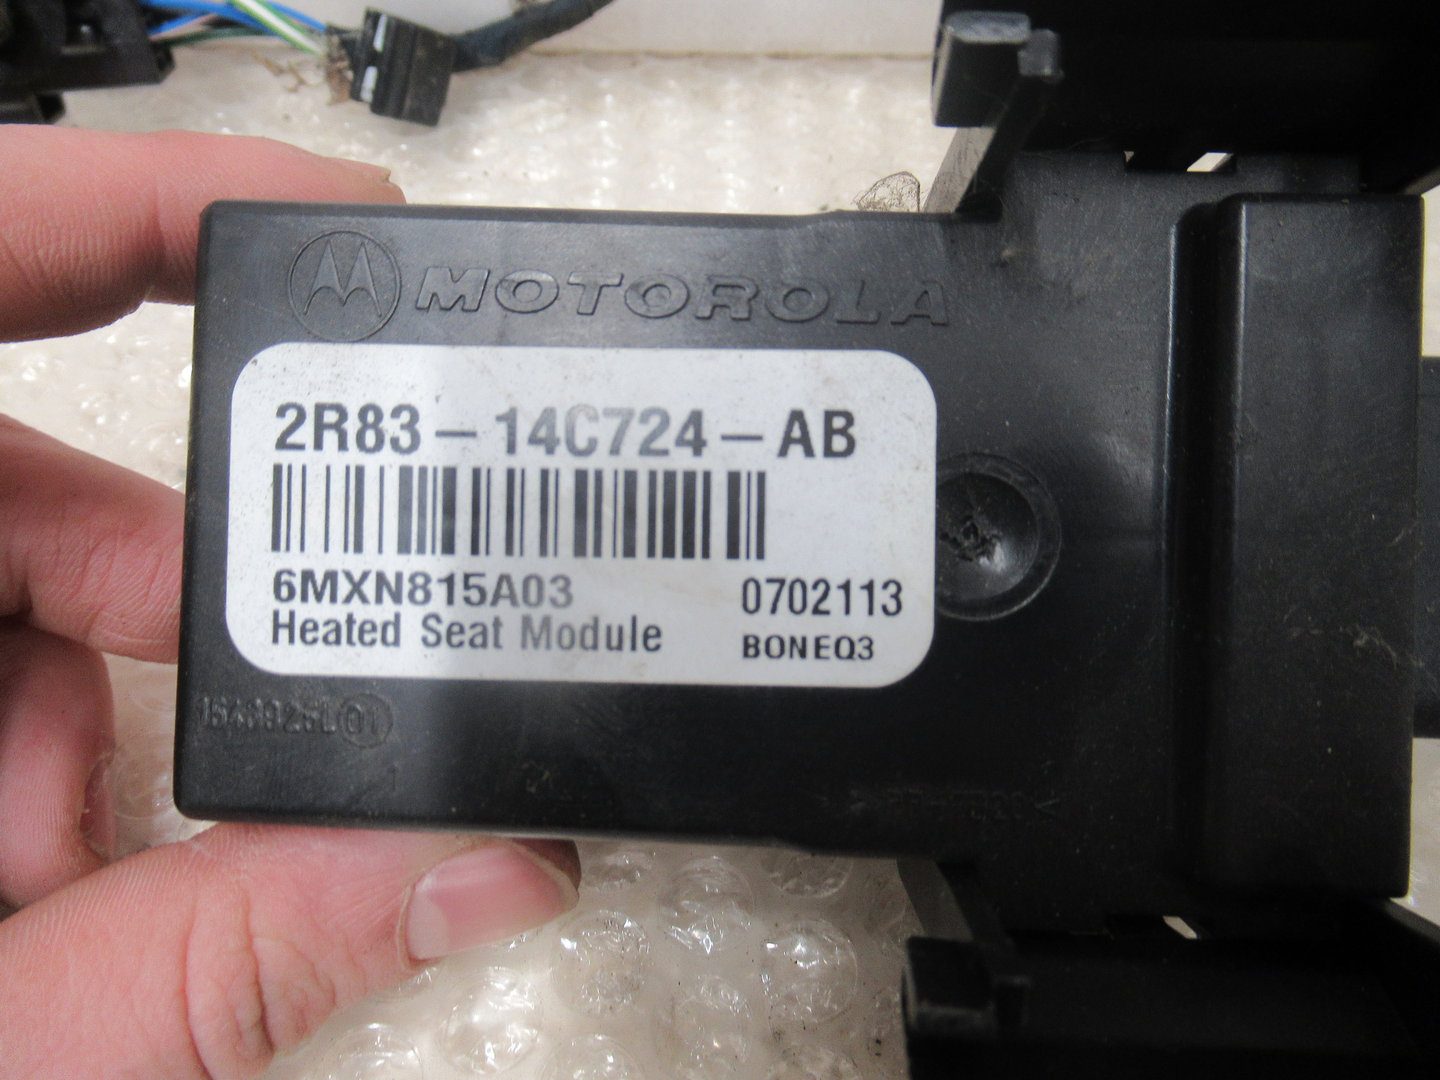 MOTOROLA
2R83-14C724-AB
6MXN815A03 0702113
Heated Seat Module BONEQ3